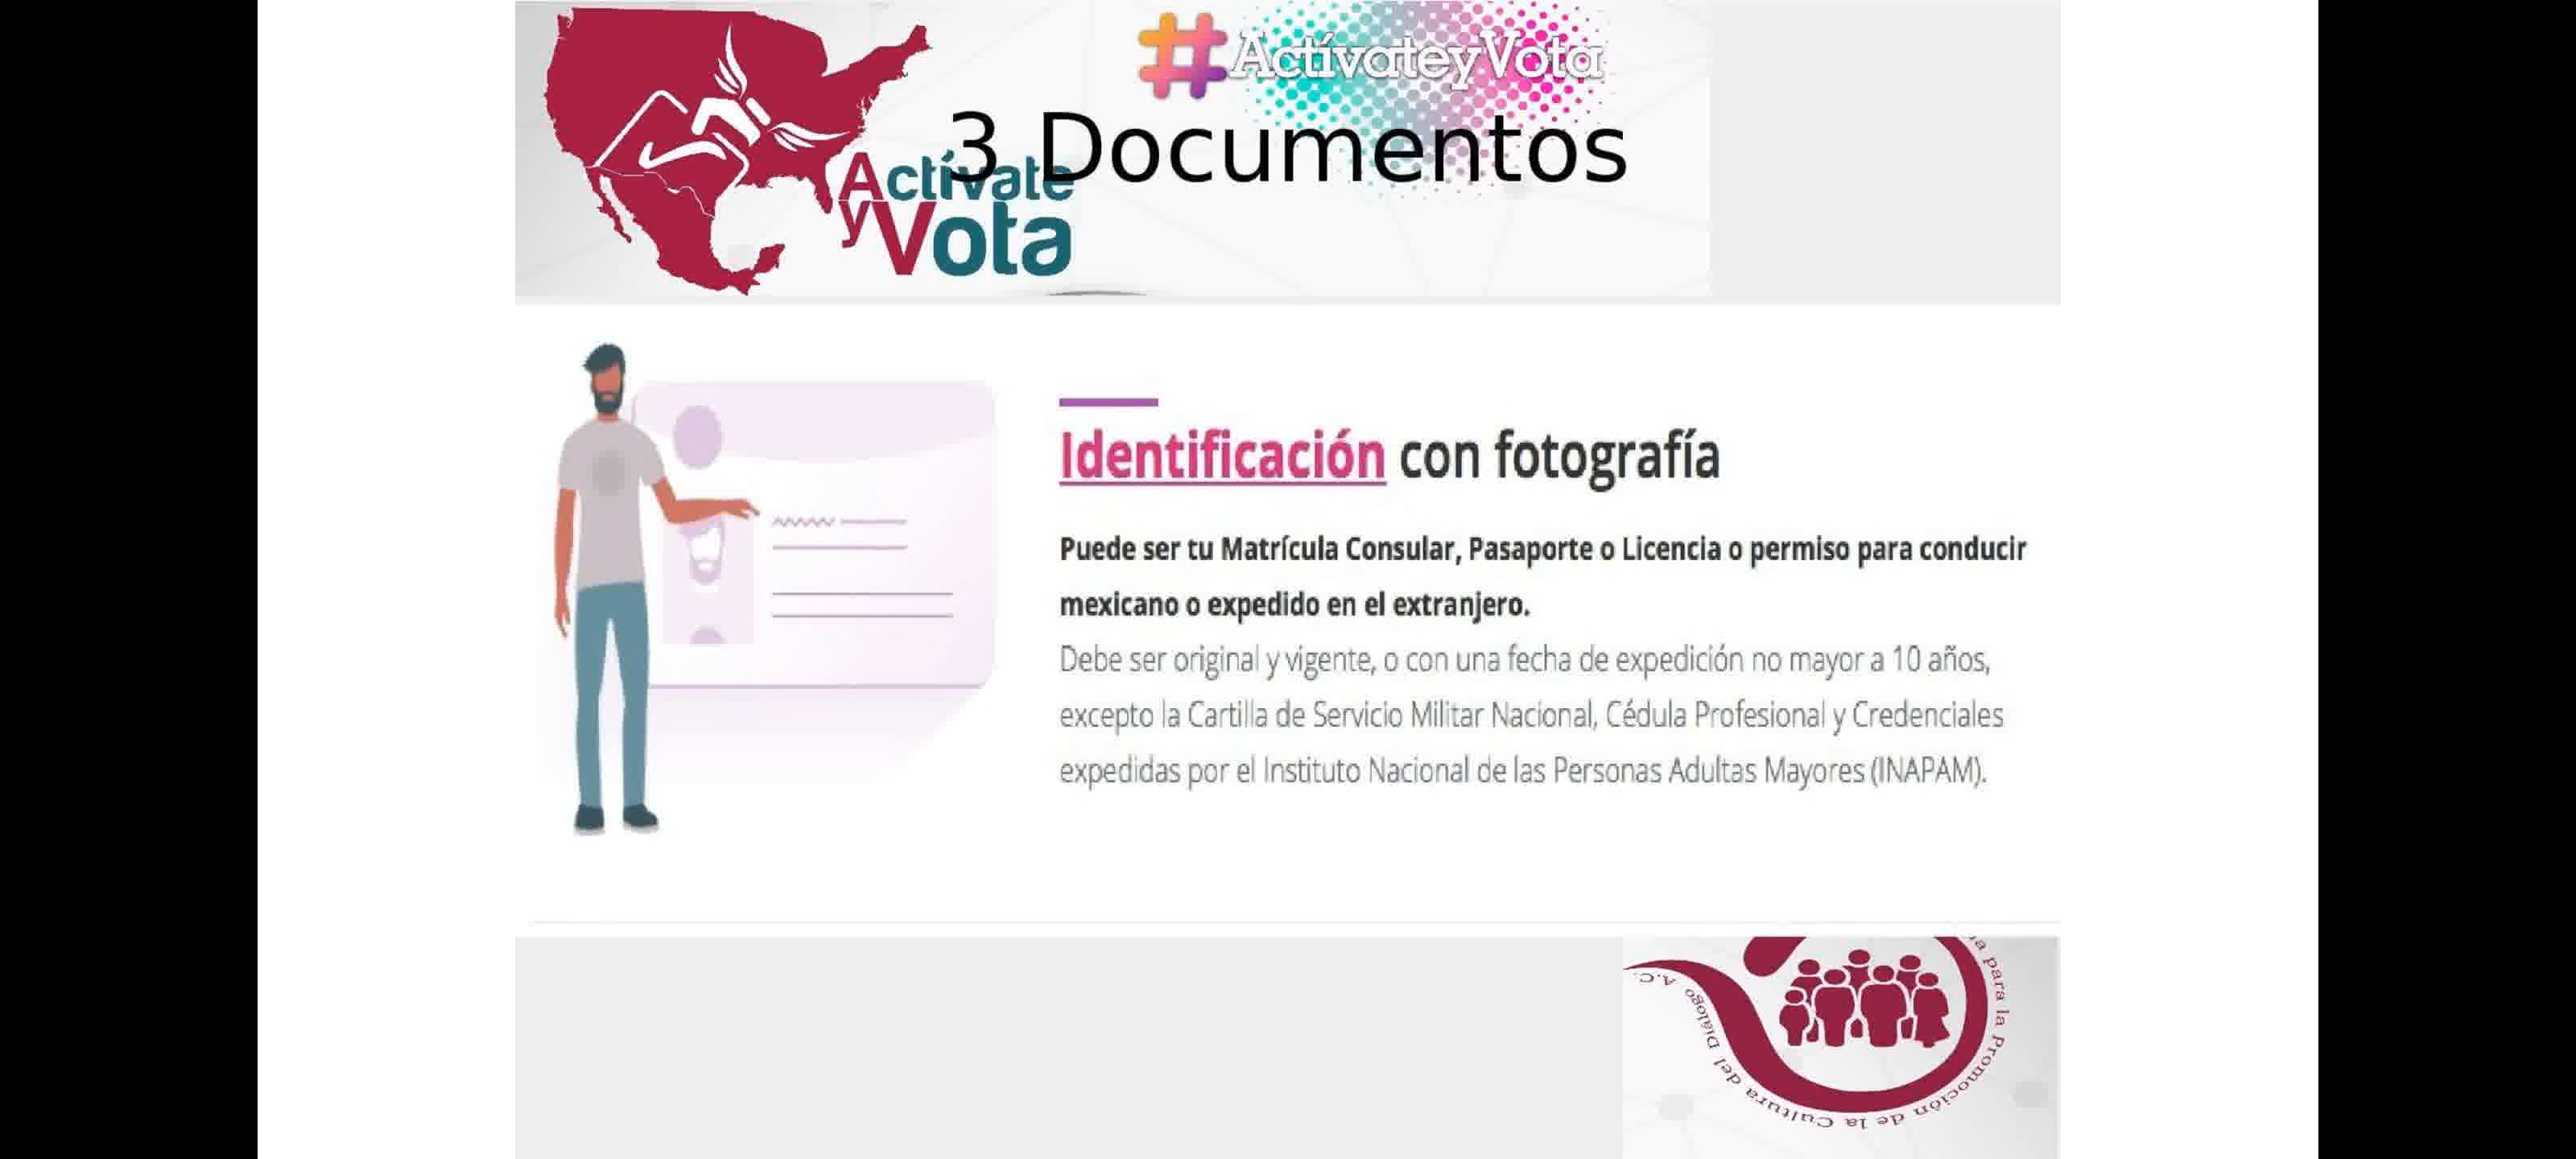 #ActívateyVota
3 Documentos
Actívate
y Vota
Identificación con fotografía
Puede ser tu Matrícula Consular, Pasaporte o Licencia o permiso para conducir
mexicano o expedido en el extranjero.
Debe ser original y vigente, o con una fecha de expedición no mayor a 10 años,
excepto la Cartilla de Servicio Militar Nacional, Cédula Profesional y Credenciales
expedidas por el Instituto Nacional de las Personas Adultas Mayores (INAPAM).
para la Promoción de la Cultura del Diálogo A.C.